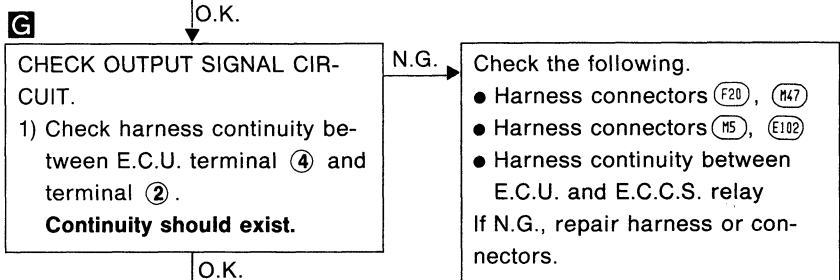 O.K.
G
CHECK OUTPUT SIGNAL CIR-
CUIT.
1) Check harness continuity be-
tween E.C.U. terminal ④ and
terminal ②.
Continuity should exist.
N.G.
Check the following.
● Harness connectors F20, M47
● Harness connectors M5, E102
● Harness continuity between
E.C.U. and E.C.C.S. relay
If N.G., repair harness or con-
nectors.
O.K.